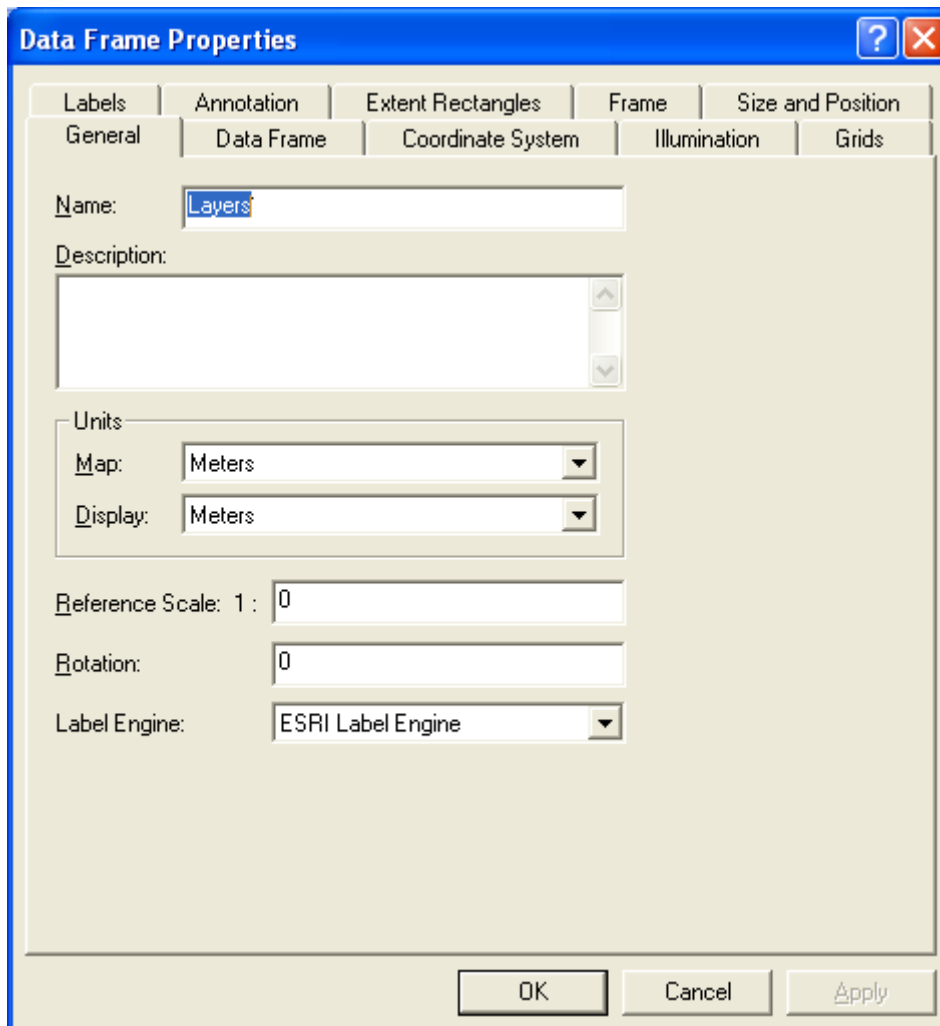 Data Frame Properties
Labels Annotation Extent Rectangles Frame Size and Position
General Data Frame Coordinate System Illumination Grids
Name: Layers
Description:
Units
Map: Meters
Display: Meters
Reference Scale: 1 : 0
Rotation: 0
Label Engine: ESRI Label Engine
OK Cancel Apply